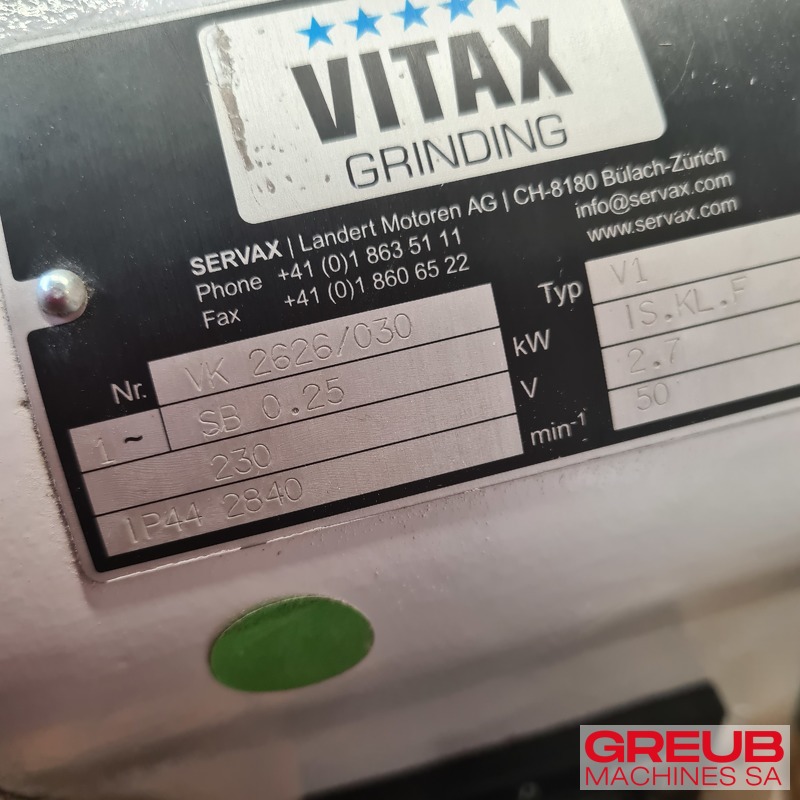 VITAX
GRINDING
SERVAX | Landert Motoren AG | CH-8180 Bülach-Zürich
Phone +41 (0)1 863 51 11 info@servax.com
Fax +41 (0)1 860 65 22 www.servax.com
Nr. VK 2626/030 Typ V1
1~ SB 0.25 kW IS.KL.F
230 V 2.7
IP44 2840 min-1 50
GREUB
MACHINES SA